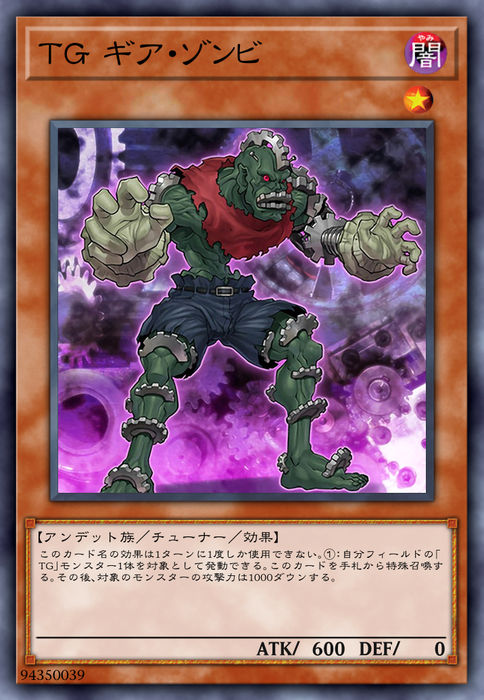 TG ギア・ゾンビ
やみ
闇
【アンデット族／チューナー／効果】
このカード名の効果は1ターンに1度しか使用できない。①：自分フィールドの「
TG」モンスター1体を対象として発動できる。このカードを手札から特殊召喚す
る。その後、対象のモンスターの攻撃力は1000ダウンする。
ATK/ 600 DEF/ 0
94350039